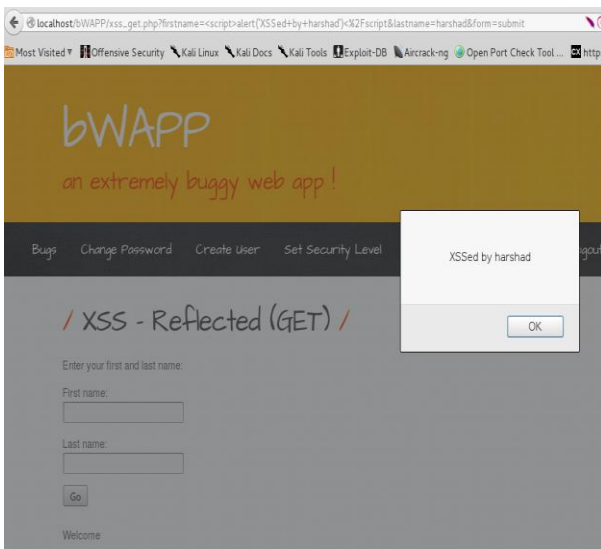 localhost/bWAPP/xss_get.php?firstname=<script>alert('XSSed+by+harshad')<%2Fscript&lastname=harshad&form=submit
Most Visited Offensive Security Kali Linux Kali Docs Kali Tools Exploit-DB Aircrack-ng Open Port Check Tool ... http
bWAPP
an extremely buggy web app !
Bugs Change Password Create User Set Security Level
XSSed by harshad
OK
/ XSS - Reflected (GET) /
Enter your first and last name:
First name:
Last name:
Go
Welcome